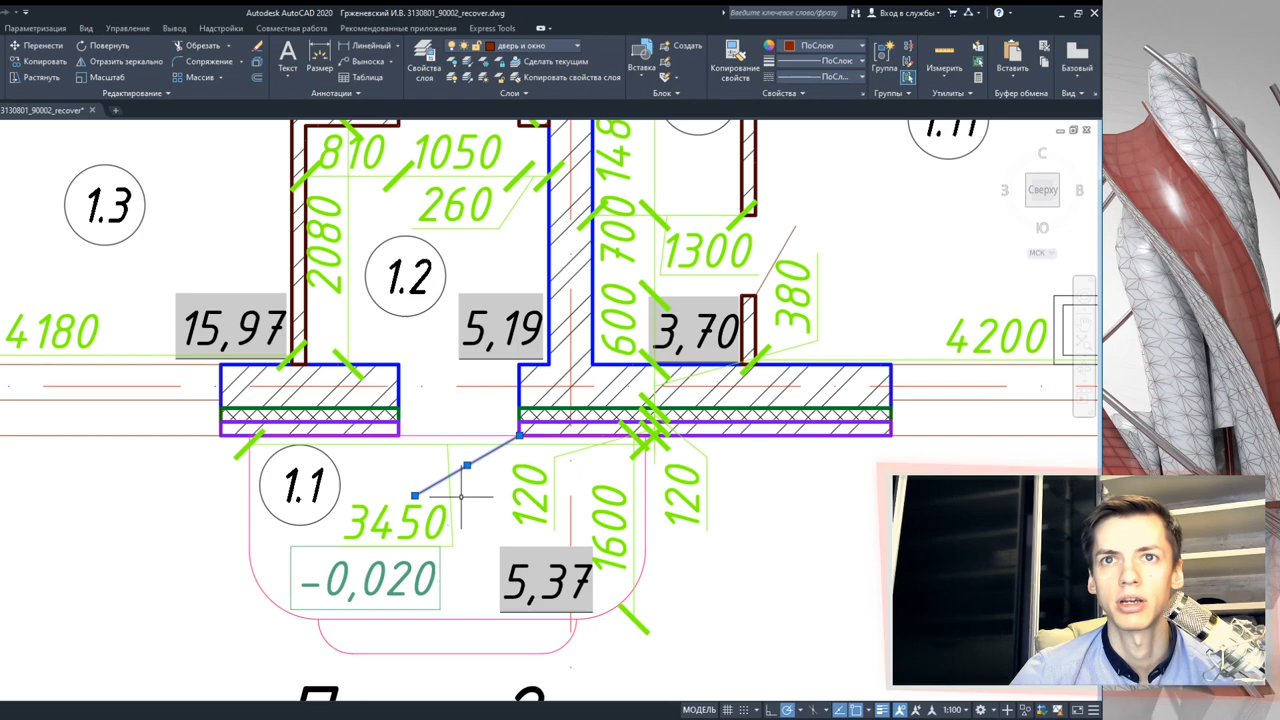 Autodesk AutoCAD 2020 Грженевский И.В. 3130801_90002_recover.dwg
Введите ключевое слово/фразу
Вход в службы
Параметризация Вид Управление Вывод Надстройки Совместная работа Рекомендованные приложения Express Tools
Перенести Повернуть Обрезать
Копировать Отразить зеркально Сопряжение
Растянуть Масштаб Массив
Текст Размер
Линейный
Выноска
Таблица
Свойства слоя
дверь и окно
Сделать текущим
Копировать свойства слоя
Вставка
Создать
Копирование свойств
ПоСлою
ПоСлою
ПоСл...
Группа Измерить Вставить Базовый
Редактирование Аннотации Слои Блок Свойства Группы Утилиты Буфер обмена Вид
3130801_90002_recover*
С
З Сверху В
Ю
МСК
810 1050
260
2080
148
700
600
1.3
1.2
1.11
1300
380
15,97
5,19
3,70
4180
4200
1.1
3450
120
1600
120
-0,020
5,37
МОДЕЛЬ 1:100